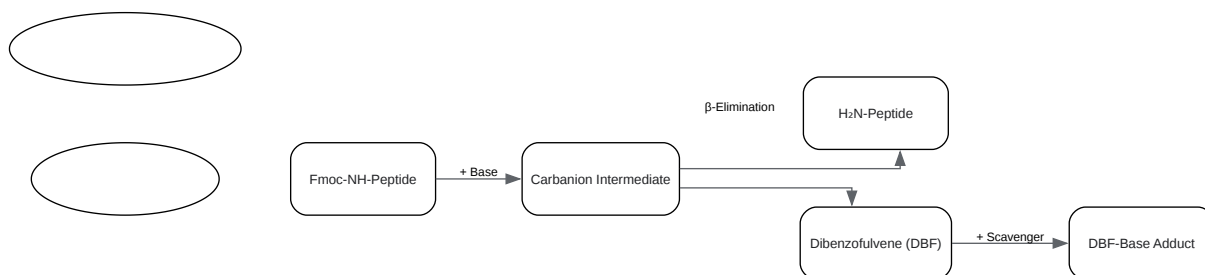 β-Elimination
H₂N-Peptide
Fmoc-NH-Peptide
+ Base
Carbanion Intermediate
Dibenzofulvene (DBF)
+ Scavenger
DBF-Base Adduct